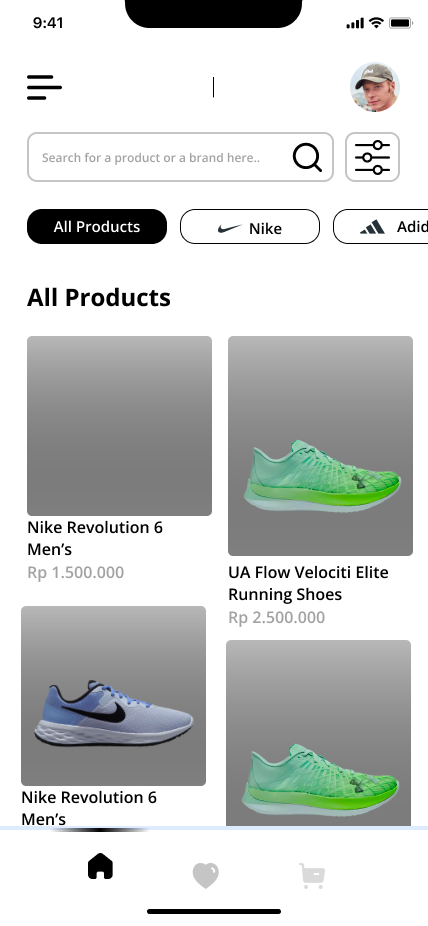 9:41
Search for a product or a brand here..
All Products
Nike
Adid
All Products
Nike Revolution 6
Men’s
Rp 1.500.000
UA Flow Velociti Elite
Running Shoes
Rp 2.500.000
Nike Revolution 6
Men’s